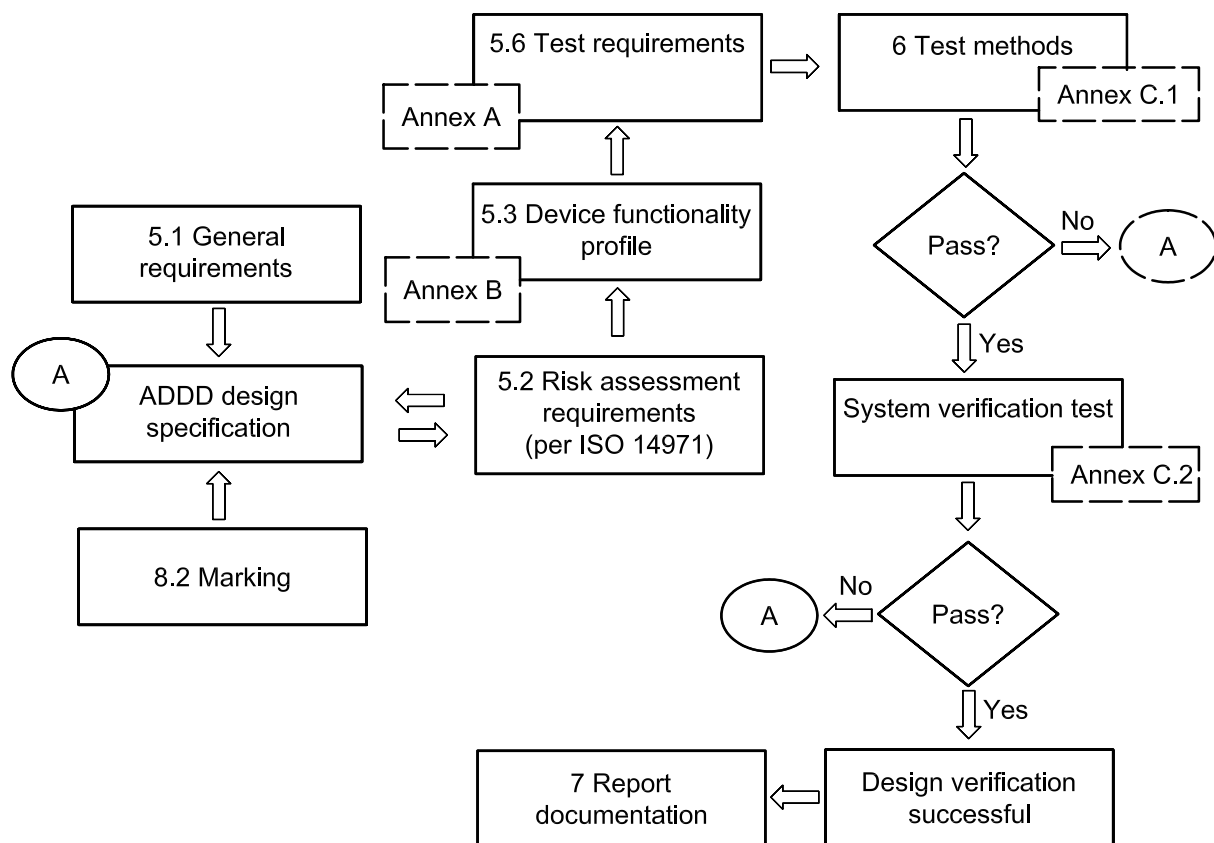 5.6 Test requirements
Annex A
6 Test methods
Annex C.1
5.1 General
requirements
5.3 Device functionality
profile
Annex B
Pass?
No
A
Yes
A
ADDD design
specification
5.2 Risk assessment
requirements
(per ISO 14971)
System verification test
Annex C.2
8.2 Marking
A
No
Pass?
Yes
7 Report
documentation
Design verification
successful